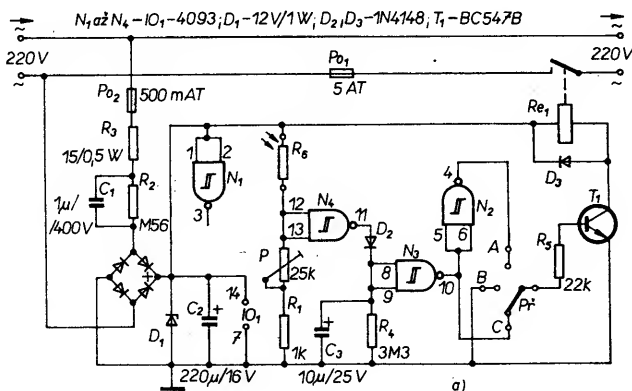 N₁ až N₄ – IO₁ – 4093; D₁ – 12V/1W; D₂, D₃ – 1N4148; T₁ – BC547B
220V
~
Po₁
5 AT
220V
~
Po₂
500mAT
R₃
15/0,5 W
C₁
1µ/
/400V
R₂
M56
1
2
N₁
3
R₆
12
13
N₄
11
D₂
P
25k
R₁
1k
8
9
N₃
10
4
N₂
5
6
Re₁
D₃
T₁
R₅
22k
A
B
C
Př
D₁
C₂
+
220µ/16V
14
IO₁
7
C₃
+
10µ/25 V
R₄
3M3
a)